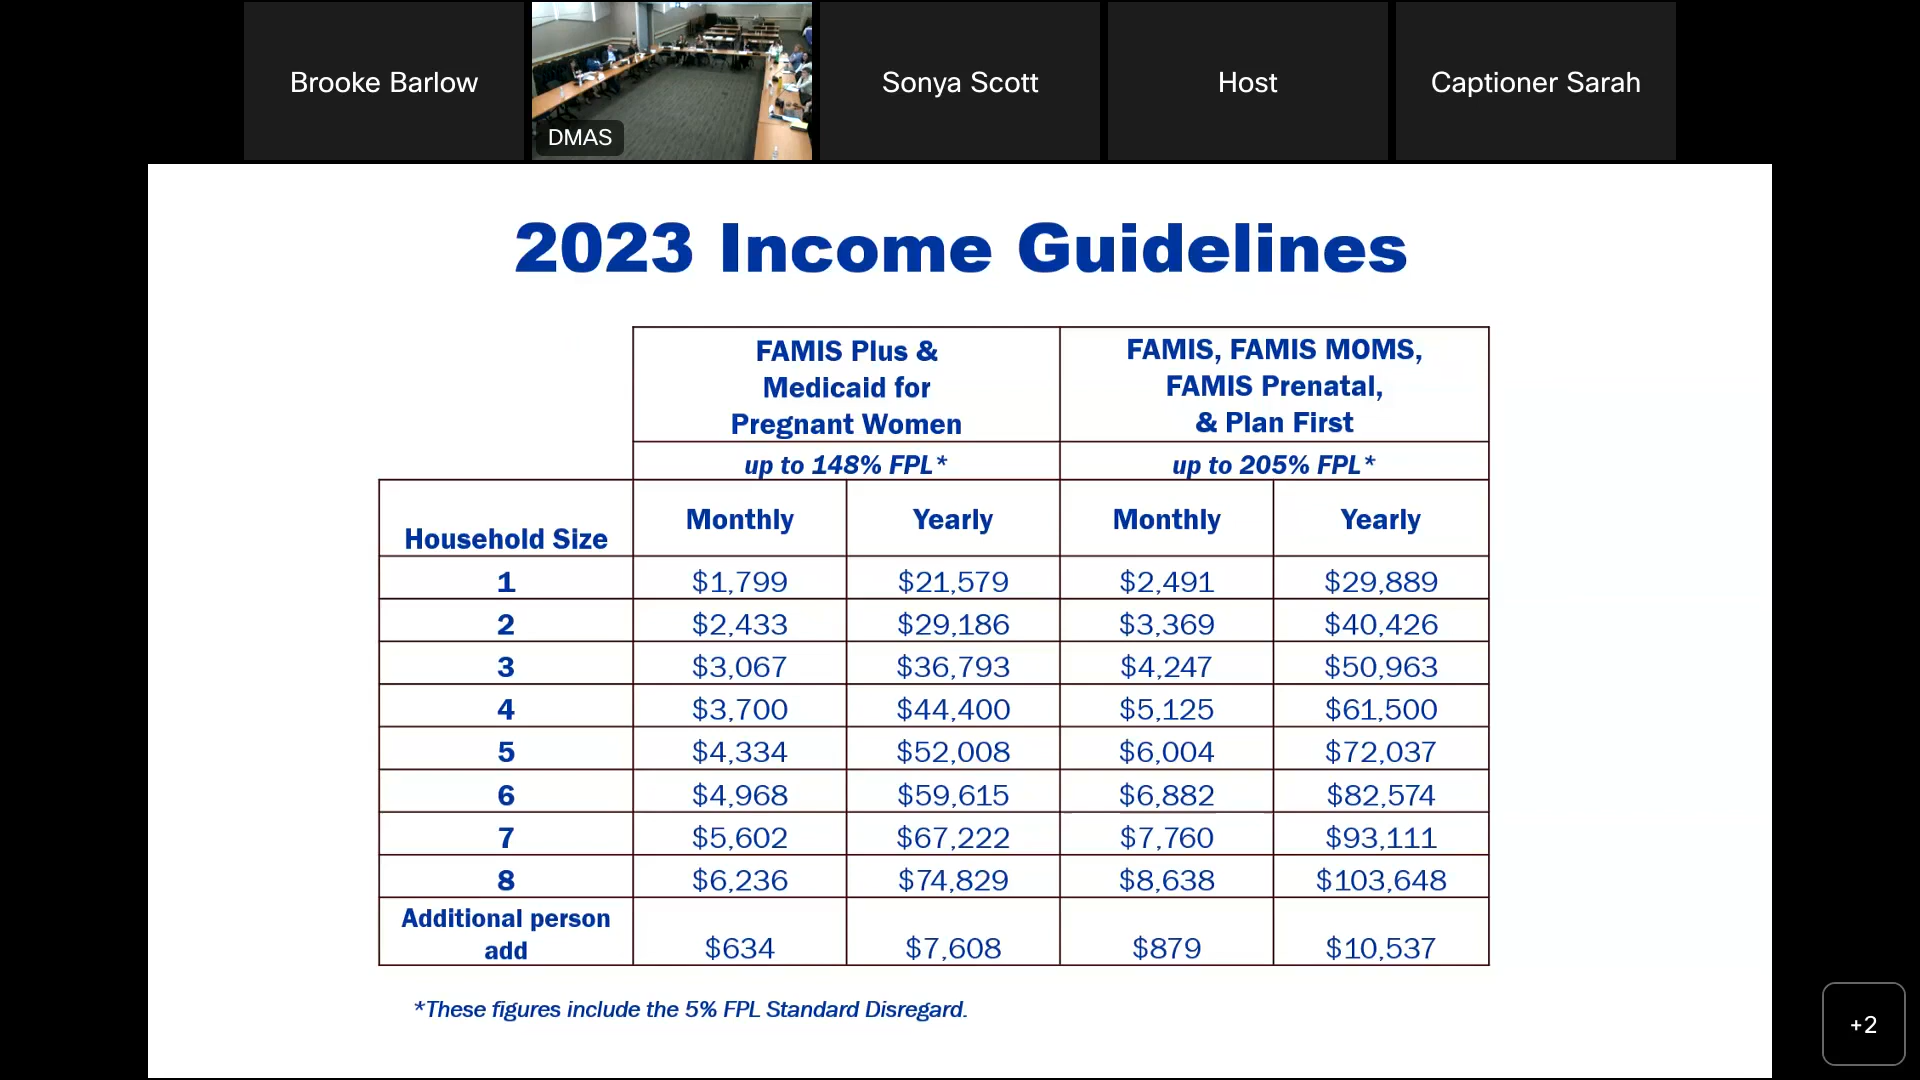 Brooke Barlow
DMAS
Sonya Scott
Host
Captioner Sarah
2023 Income Guidelines
FAMIS Plus &
Medicaid for
Pregnant Women
FAMIS, FAMIS MOMS,
FAMIS Prenatal,
& Plan First
up to 148% FPL* up to 205% FPL*
Household Size Monthly Yearly Monthly Yearly
1 $1,799 $21,579 $2,491 $29,889
2 $2,433 $29,186 $3,369 $40,426
3 $3,067 $36,793 $4,247 $50,963
4 $3,700 $44,400 $5,125 $61,500
5 $4,334 $52,008 $6,004 $72,037
6 $4,968 $59,615 $6,882 $82,574
7 $5,602 $67,222 $7,760 $93,111
8 $6,236 $74,829 $8,638 $103,648
Additional person
add $634 $7,608 $879 $10,537
*These figures include the 5% FPL Standard Disregard.
+2